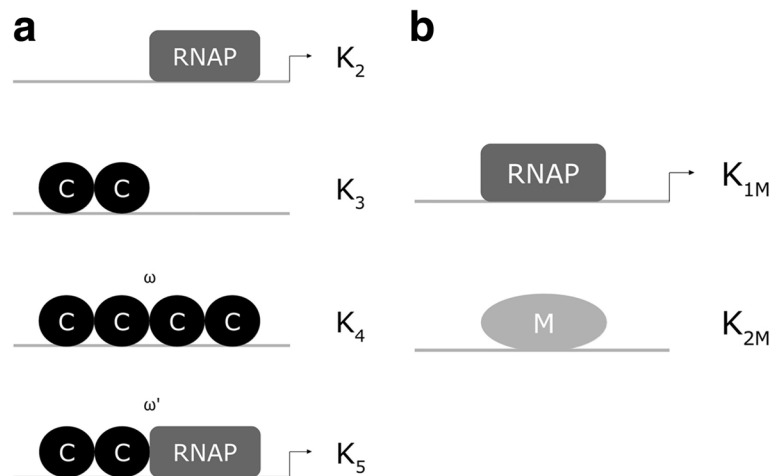 a
RNAP K₂
C C K₃
ω
C C C C K₄
ω'
C C RNAP K₅
b
RNAP K₁M
M K₂M